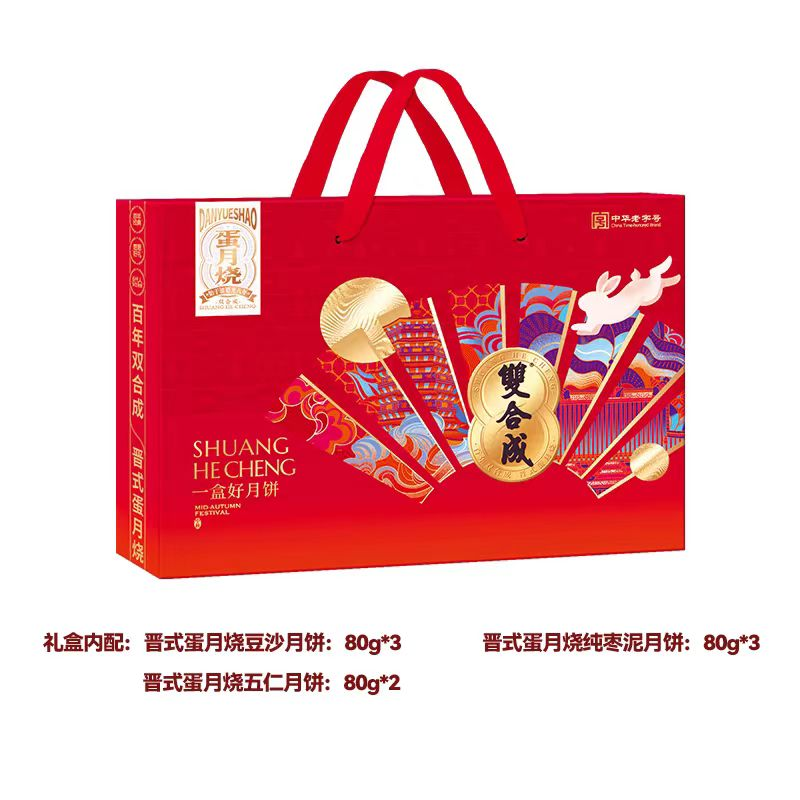 DANYUESHAO
蛋月烧
双合成
SHUANG HE CHENG
中华老字号
China Time-honored Brand
百年双合成
晋式蛋月烧
雙合成
SHUANG
HE CHENG
一盒好月饼
MID-AUTUMN
FESTIVAL
礼盒内配：晋式蛋月烧豆沙月饼：80g*3
晋式蛋月烧纯枣泥月饼：80g*3
晋式蛋月烧五仁月饼：80g*2